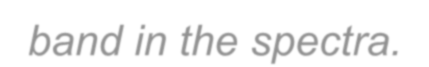 band in the spectra.